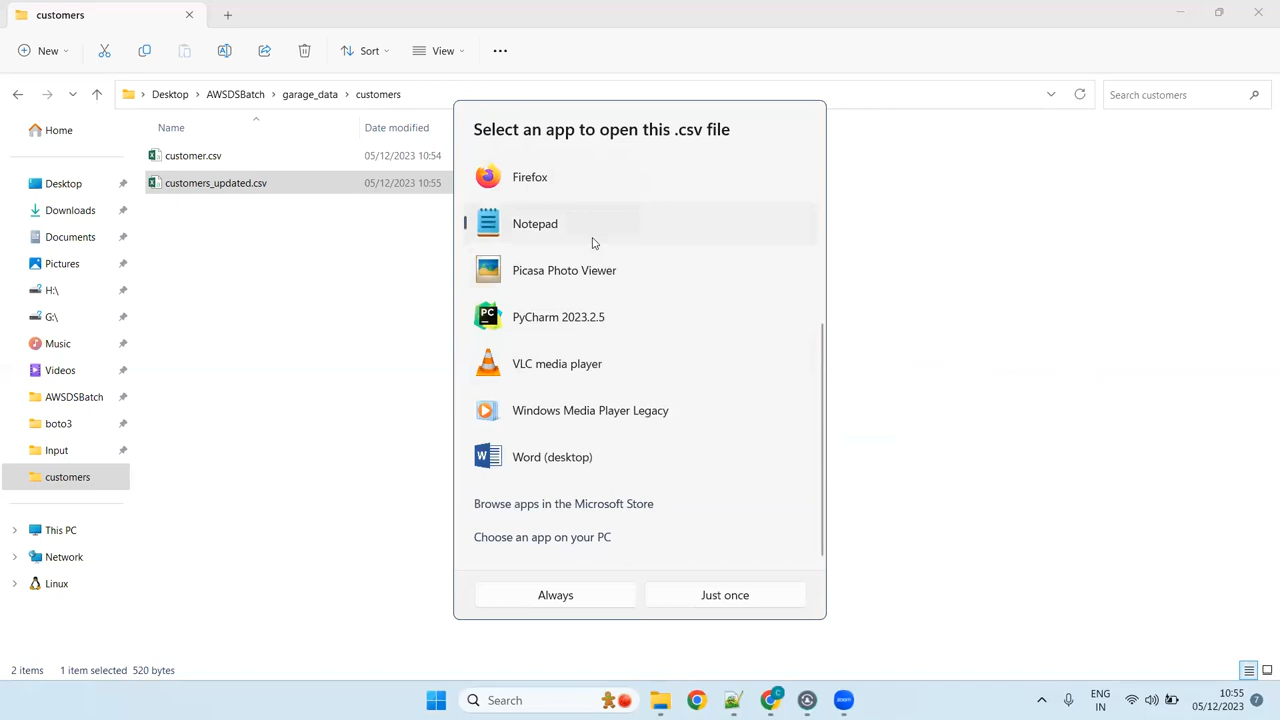 customers
New
Sort
View
Desktop
AWSDSBatch
garage_data
customers
Search customers
Home
Desktop
Downloads
Documents
Pictures
H:\
G:\
Music
Videos
AWSDSBatch
boto3
Input
customers
This PC
Network
Linux
Name
Date modified
customer.csv
05/12/2023 10:54
customers_updated.csv
05/12/2023 10:55
Select an app to open this .csv file
Firefox
Notepad
Picasa Photo Viewer
PC
PyCharm 2023.2.5
VLC media player
Windows Media Player Legacy
W
Word (desktop)
Browse apps in the Microsoft Store
Choose an app on your PC
Always
Just once
2 items
1 item selected 520 bytes
Search
C
zoom
ENG
IN
10:55
05/12/2023
7